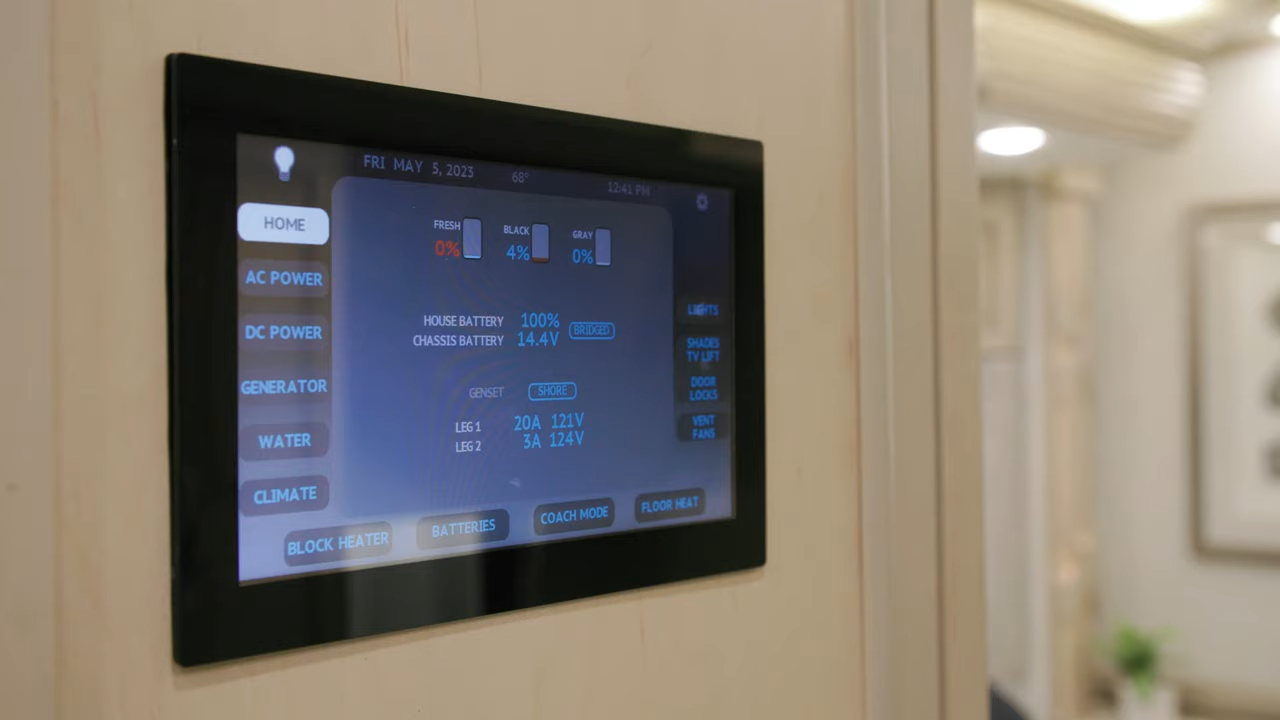 FRI MAY 5, 2023 68° 12:41 PM
HOME
AC POWER
DC POWER
GENERATOR
WATER
CLIMATE
FRESH 0%
BLACK 4%
GRAY 0%
HOUSE BATTERY 100%
CHASSIS BATTERY 14.4V
BRIDGED
GENSET SHORE
LEG 1 20A 121V
LEG 2 3A 124V
LIGHTS
SHADES
TV LIFT
DOOR
LOCKS
VENT
FANS
BLOCK HEATER
BATTERIES
COACH MODE
FLOOR HEAT